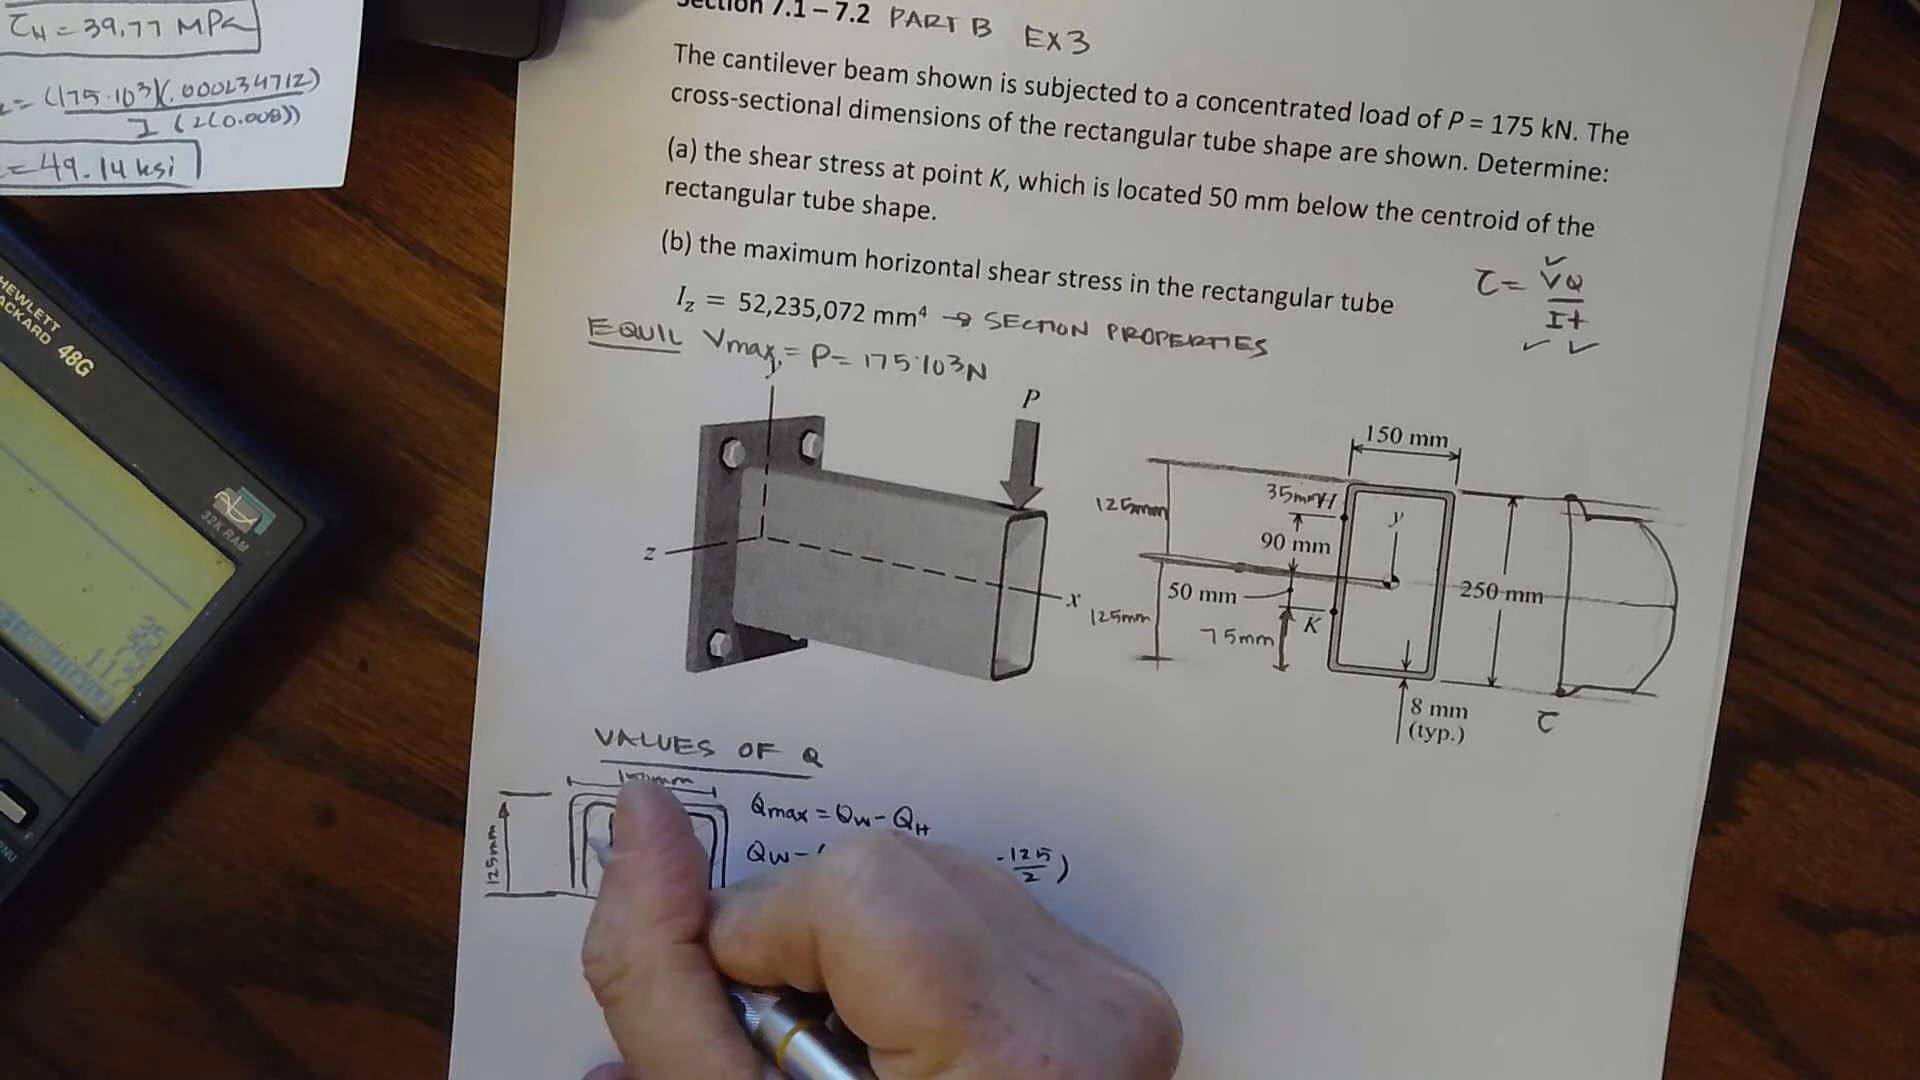 τH = 39.77 MPa
= (175·10³)(.000234712)
I (2(0.008))
= 49.14 ksi
HEWLETT
PACKARD 48G
32K RAM
Section 7.1 – 7.2 PART B EX3
The cantilever beam shown is subjected to a concentrated load of P = 175 kN. The
cross-sectional dimensions of the rectangular tube shape are shown. Determine:
(a) the shear stress at point K, which is located 50 mm below the centroid of the
rectangular tube shape.
(b) the maximum horizontal shear stress in the rectangular tube
τ = VQ
It
Iz = 52,235,072 mm⁴ → SECTION PROPERTIES
EQUIL Vmax = P = 175·10³N
y
P
z
x
150 mm
35mm H
125mm
90 mm
y
50 mm
250 mm
125mm
75mm
K
8 mm
(typ.)
τ
VALUES OF Q
150mm
125mm
Qmax = QW - QH
QW =
.125
2 )